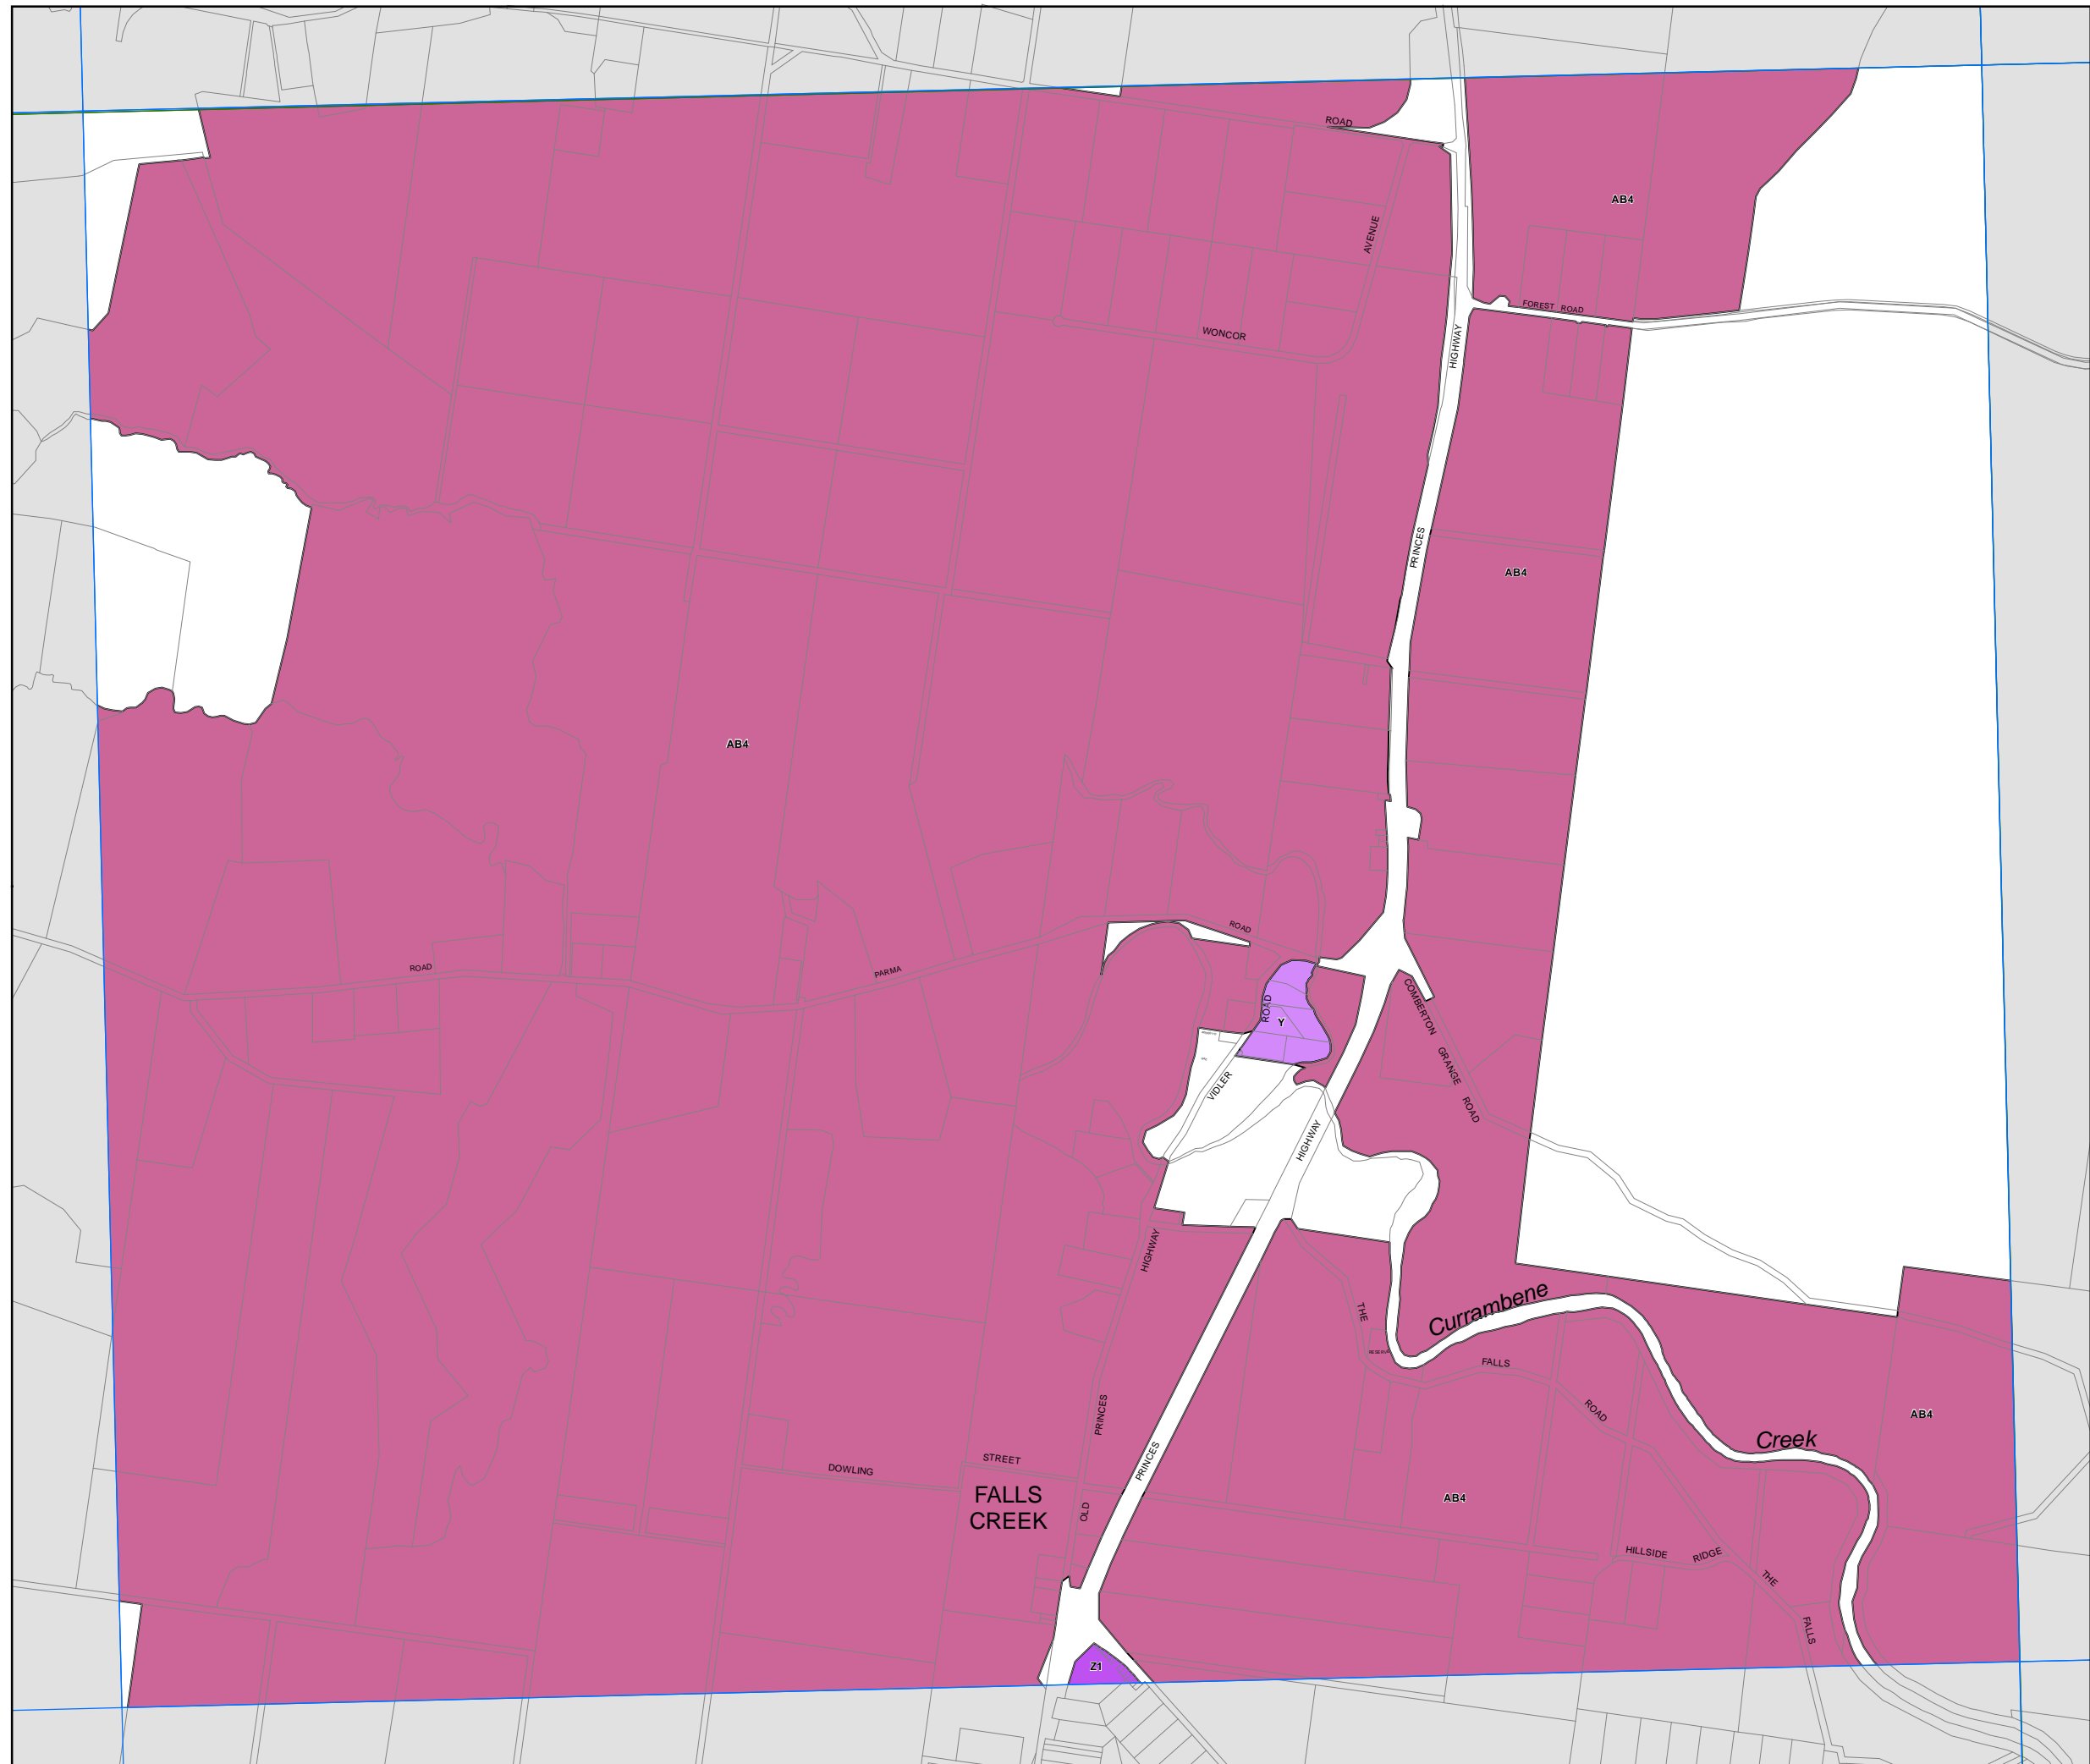 ROAD
AB4
AVENUE
FOREST ROAD
WONCOR
HIGHWAY
PRINCES
AB4
AB4
ROAD
ROAD
PARMA
COMBERTON
GRANGE
ROAD
ROAD
Y
VIDLER
HIGHWAY
HIGHWAY
THE
Currambene
RESERVE
FALLS
ROAD
Creek
AB4
PRINCES
PRINCES
STREET
DOWLING
FALLS
CREEK
OLD
AB4
HILLSIDE
RIDGE
THE
FALLS
Z1